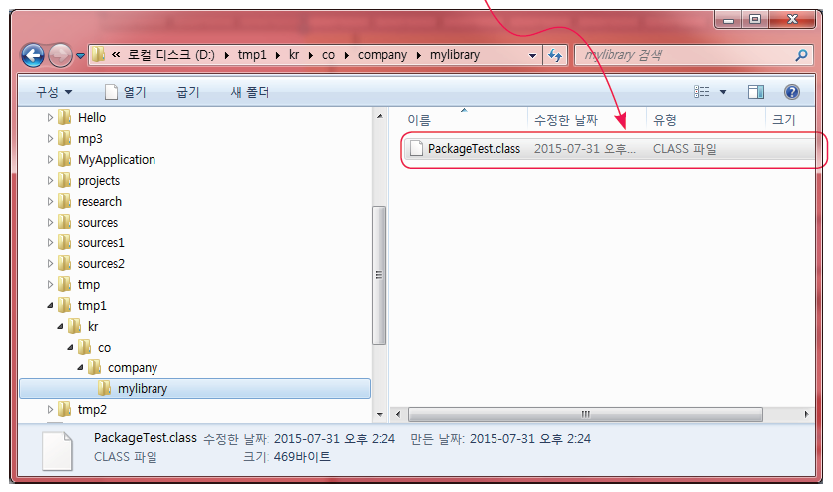 « 로컬 디스크 (D:) ▸ tmp1 ▸ kr ▸ co ▸ company ▸ mylibrary
mylibrary 검색
구성 ▼ 열기 굽기 새 폴더
Hello
mp3
MyApplication
projects
research
sources
sources1
sources2
tmp
tmp1
kr
co
company
mylibrary
tmp2
이름 수정한 날짜 유형 크기
PackageTest.class 2015-07-31 오후... CLASS 파일
PackageTest.class 수정한 날짜: 2015-07-31 오후 2:24 만든 날짜: 2015-07-31 오후 2:24
CLASS 파일 크기: 469바이트